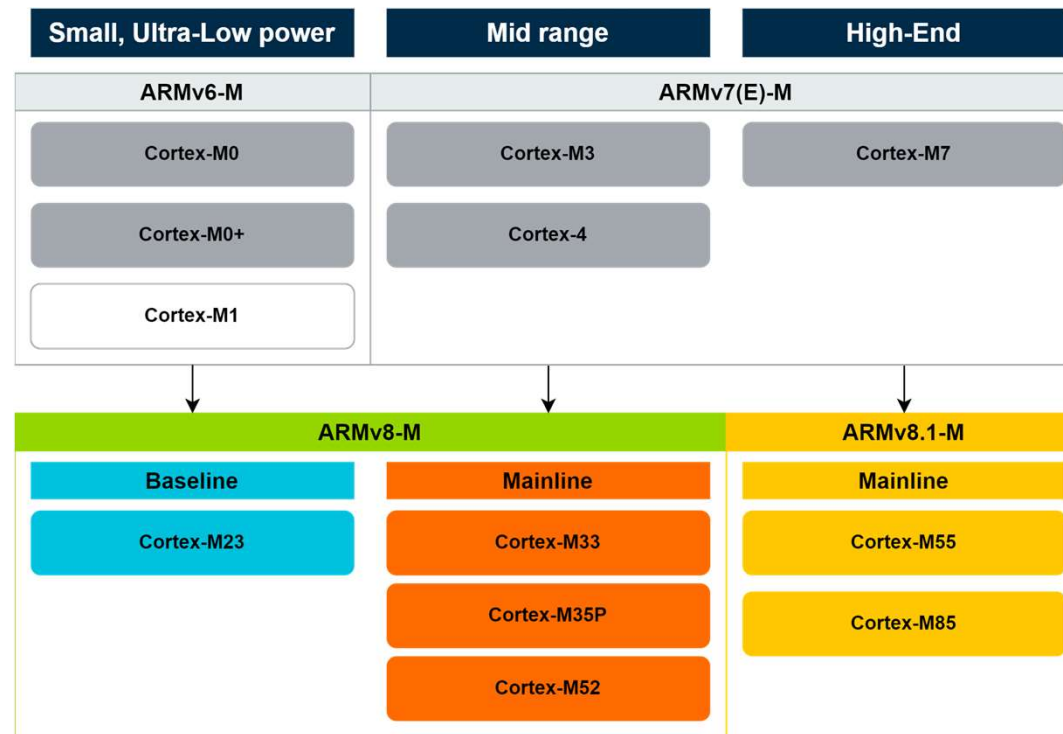 Small, Ultra-Low power
Mid range
High-End
ARMv6-M
ARMv7(E)-M
Cortex-M0
Cortex-M3
Cortex-M7
Cortex-M0+
Cortex-4
Cortex-M1
ARMv8-M
ARMv8.1-M
Baseline
Mainline
Mainline
Cortex-M23
Cortex-M33
Cortex-M55
Cortex-M35P
Cortex-M85
Cortex-M52